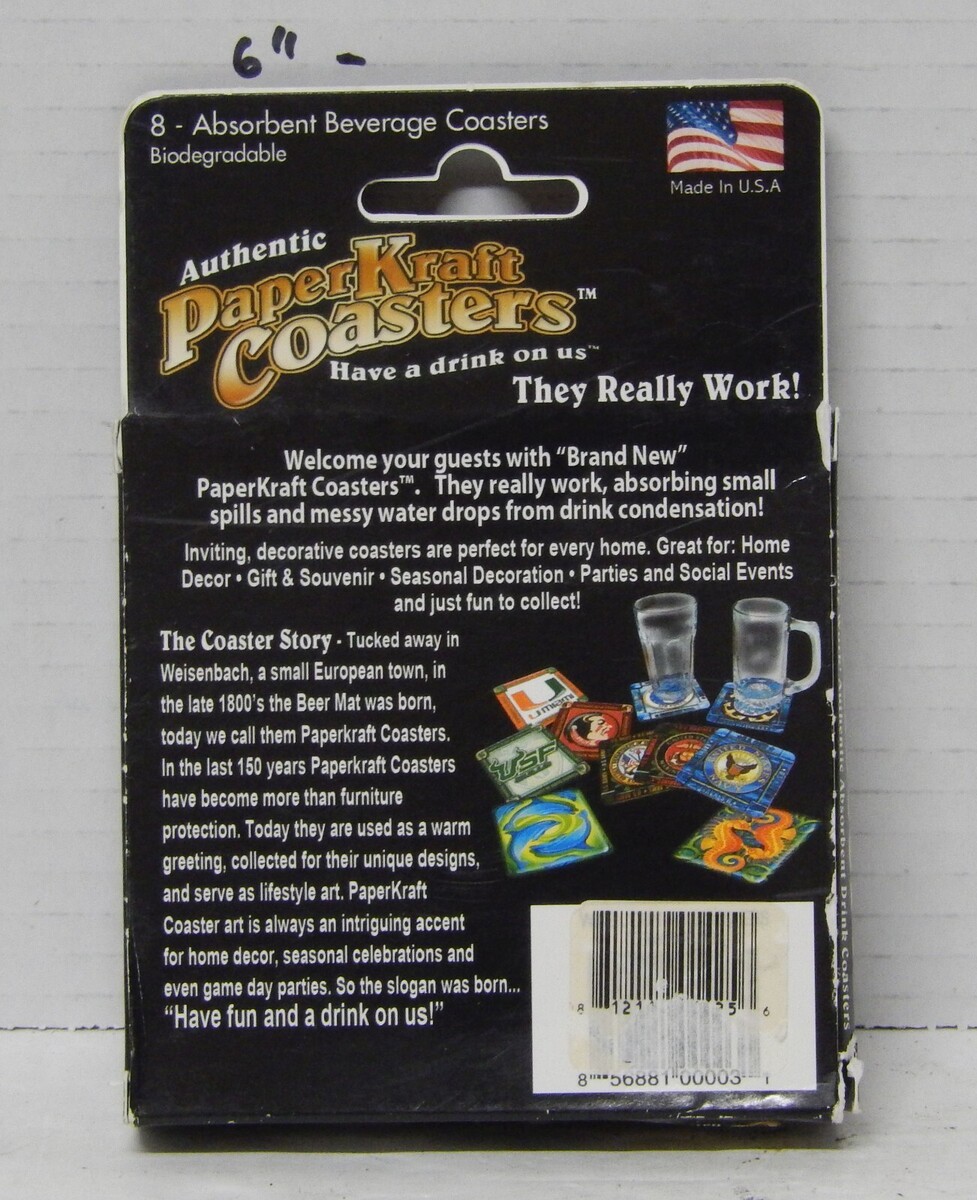 6" -
8 - Absorbent Beverage Coasters
Biodegradable
Made In U.S.A
Authentic
PaperKraft
Coasters™
Have a drink on us™
They Really Work!
Welcome your guests with “Brand New”
PaperKraft Coasters™. They really work, absorbing small
spills and messy water drops from drink condensation!
Inviting, decorative coasters are perfect for every home. Great for: Home
Decor • Gift & Souvenir • Seasonal Decoration • Parties and Social Events
and just fun to collect!
The Coaster Story - Tucked away in
Weisenbach, a small European town, in
the late 1800's the Beer Mat was born,
today we call them Paperkraft Coasters.
In the last 150 years Paperkraft Coasters
have become more than furniture
protection. Today they are used as a warm
greeting, collected for their unique designs,
and serve as lifestyle art. PaperKraft
Coaster art is always an intriguing accent
for home decor, seasonal celebrations and
even game day parties. So the slogan was born...
“Have fun and a drink on us!”
U
MIAMI
USF
Absorbent Drink Coasters
8 56881 00003 1